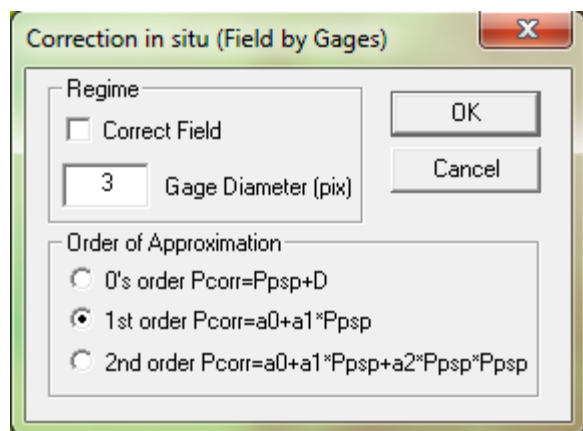 Correction in situ (Field by Gages)
Regime
Correct Field
3 Gage Diameter (pix)
OK
Cancel
Order of Approximation
0's order Pcorr=Ppsp+D
1st order Pcorr=a0+a1*Ppsp
2nd order Pcorr=a0+a1*Ppsp+a2*Ppsp*Ppsp